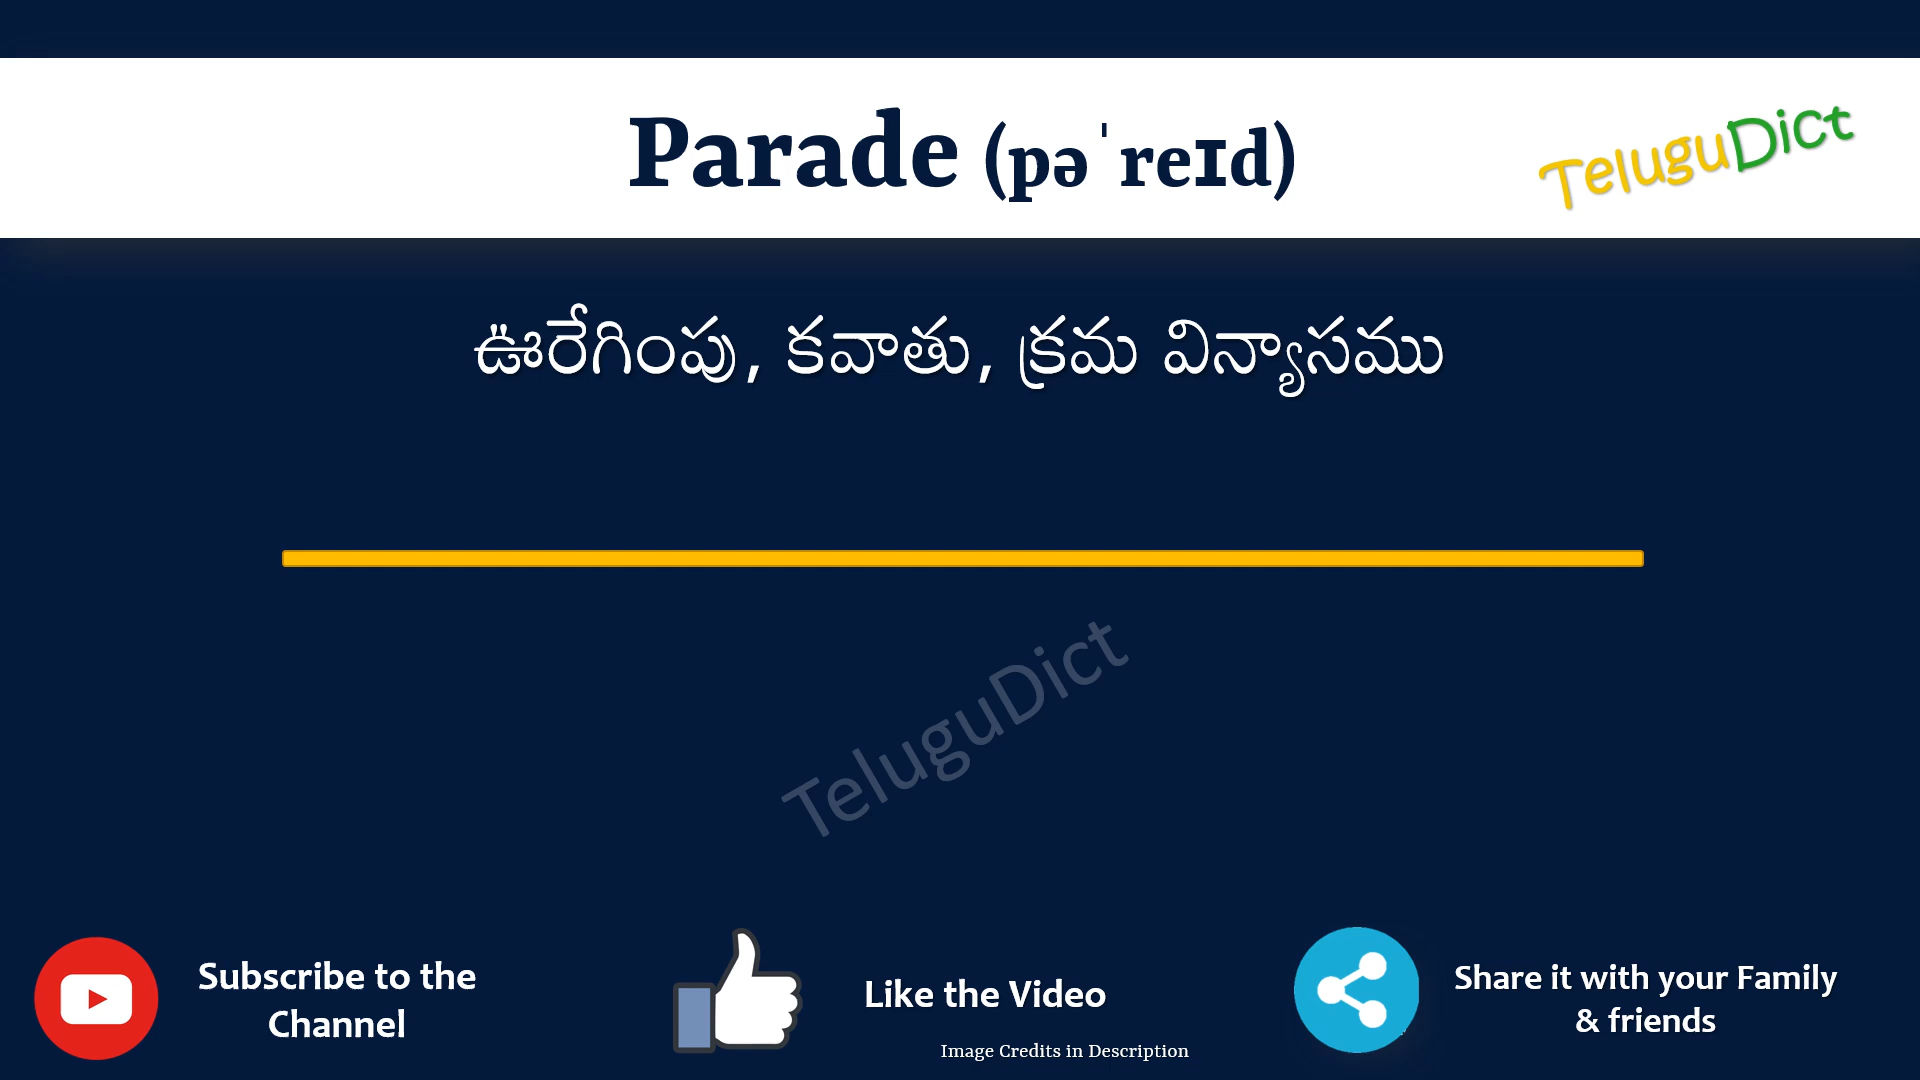 Parade (pəˈreɪd)
TeluguDict
ఊరేగింపు, కవాతు, క్రమ విన్యాసము
TeluguDict
Subscribe to the
Channel
Like the Video
Share it with your Family
& friends
Image Credits in Description